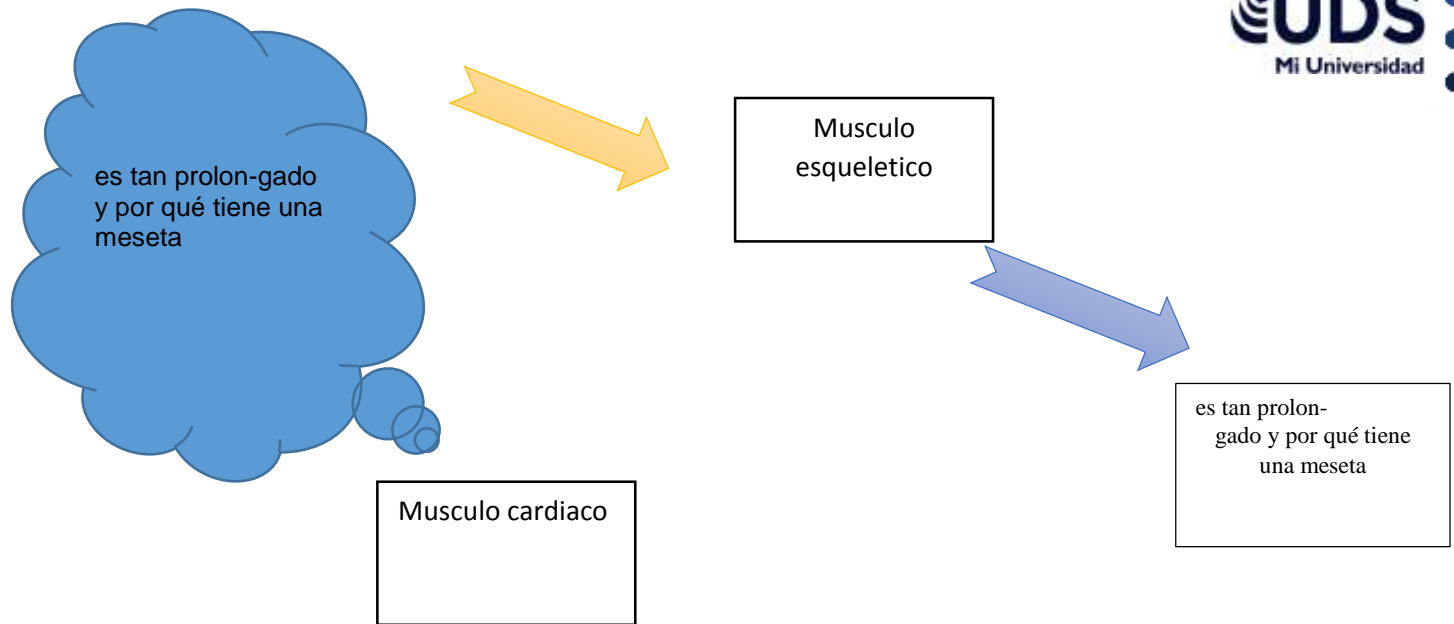 UDS
Mi Universidad
Musculo
esqueletico
es tan prolon-gado
y por qué tiene una
meseta
es tan prolon-
gado y por qué tiene
una meseta
Musculo cardiaco